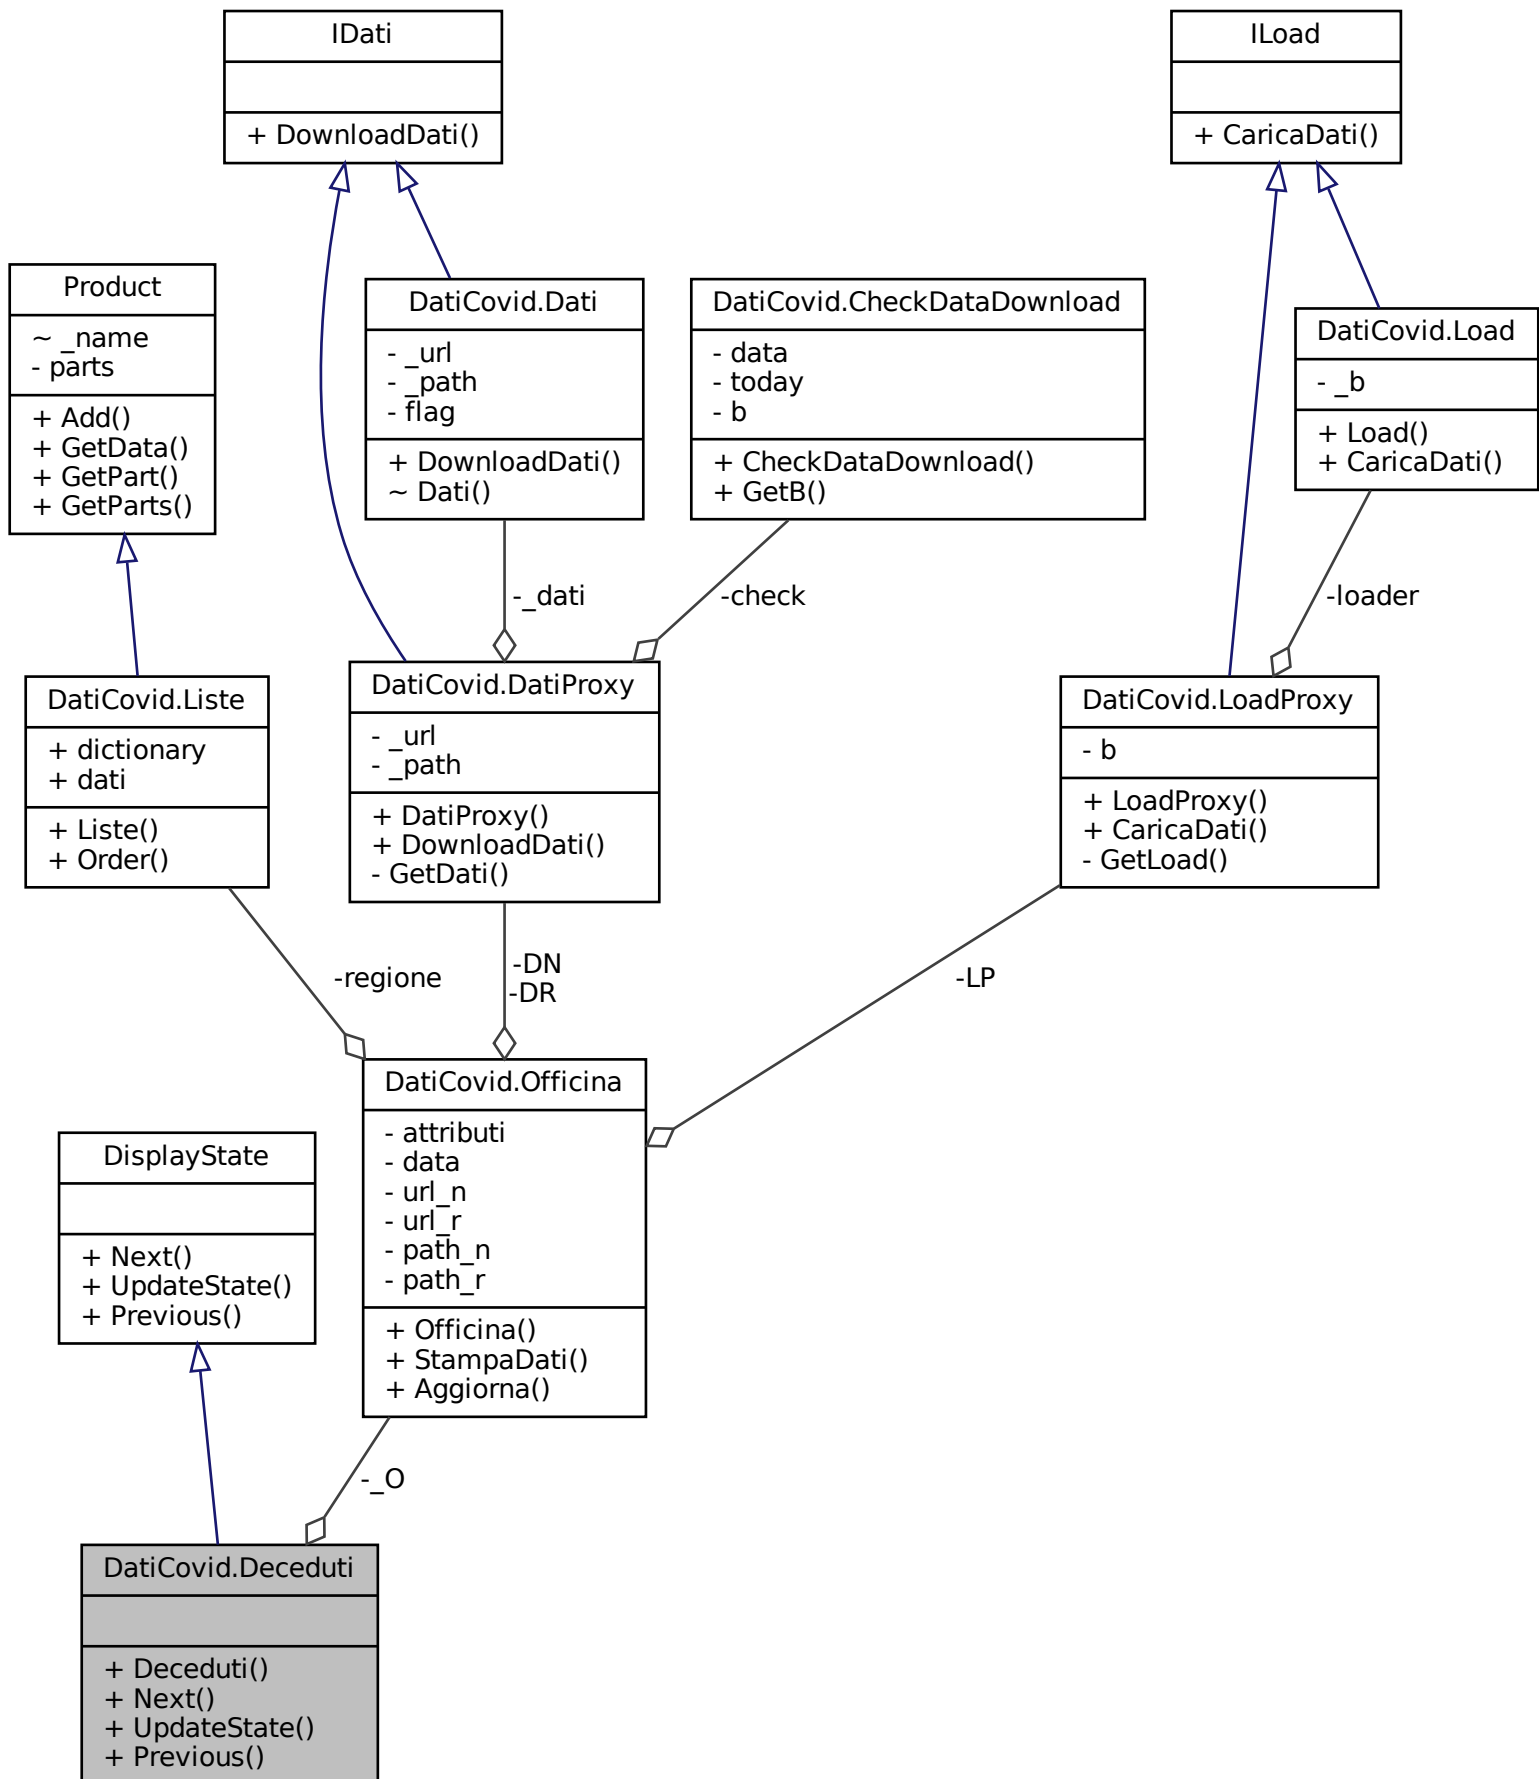 IDati
+ DownloadDati()
ILoad
+ CaricaDati()
Product
~ _name
- parts
+ Add()
+ GetData()
+ GetPart()
+ GetParts()
DatiCovid.Dati
- _url
- _path
- flag
+ DownloadDati()
~ Dati()
DatiCovid.CheckDataDownload
- data
- today
- b
+ CheckDataDownload()
+ GetB()
DatiCovid.Load
- _b
+ Load()
+ CaricaDati()
-_dati
-check
-loader
DatiCovid.Liste
+ dictionary
+ dati
+ Liste()
+ Order()
DatiCovid.DatiProxy
- _url
- _path
+ DatiProxy()
+ DownloadDati()
- GetDati()
DatiCovid.LoadProxy
- b
+ LoadProxy()
+ CaricaDati()
- GetLoad()
-regione
-DN
-DR
-LP
DatiCovid.Officina
- attributi
- data
- url_n
- url_r
- path_n
- path_r
+ Officina()
+ StampaDati()
+ Aggiorna()
DisplayState
+ Next()
+ UpdateState()
+ Previous()
-_O
DatiCovid.Deceduti
+ Deceduti()
+ Next()
+ UpdateState()
+ Previous()